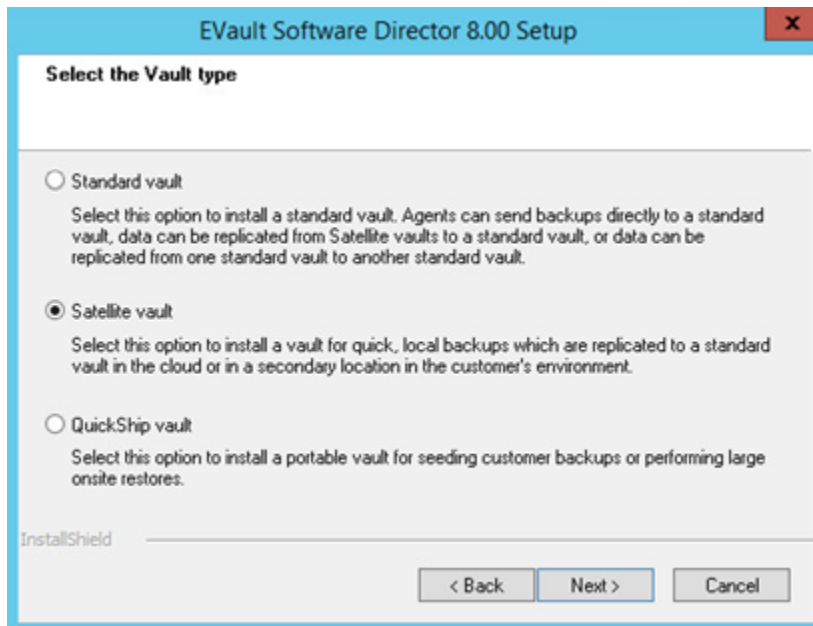 EVault Software Director 8.00 Setup
x
Select the Vault type
Standard vault
Select this option to install a standard vault. Agents can send backups directly to a standard
vault, data can be replicated from Satellite vaults to a standard vault, or data can be
replicated from one standard vault to another standard vault.
Satellite vault
Select this option to install a vault for quick, local backups which are replicated to a standard
vault in the cloud or in a secondary location in the customer's environment.
QuickShip vault
Select this option to install a portable vault for seeding customer backups or performing large
onsite restores.
InstallShield
< Back Next > Cancel